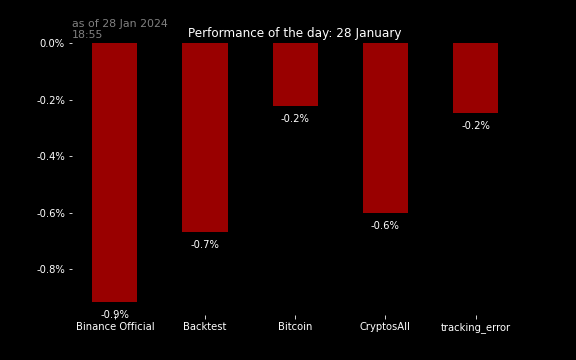 as of 28 Jan 2024
18:55
Performance of the day: 28 January
0.0%
-0.2%
-0.4%
-0.6%
-0.8%
-0.9%
-0.7%
-0.2%
-0.6%
-0.2%
Binance Official
Backtest
Bitcoin
CryptosAll
tracking_error